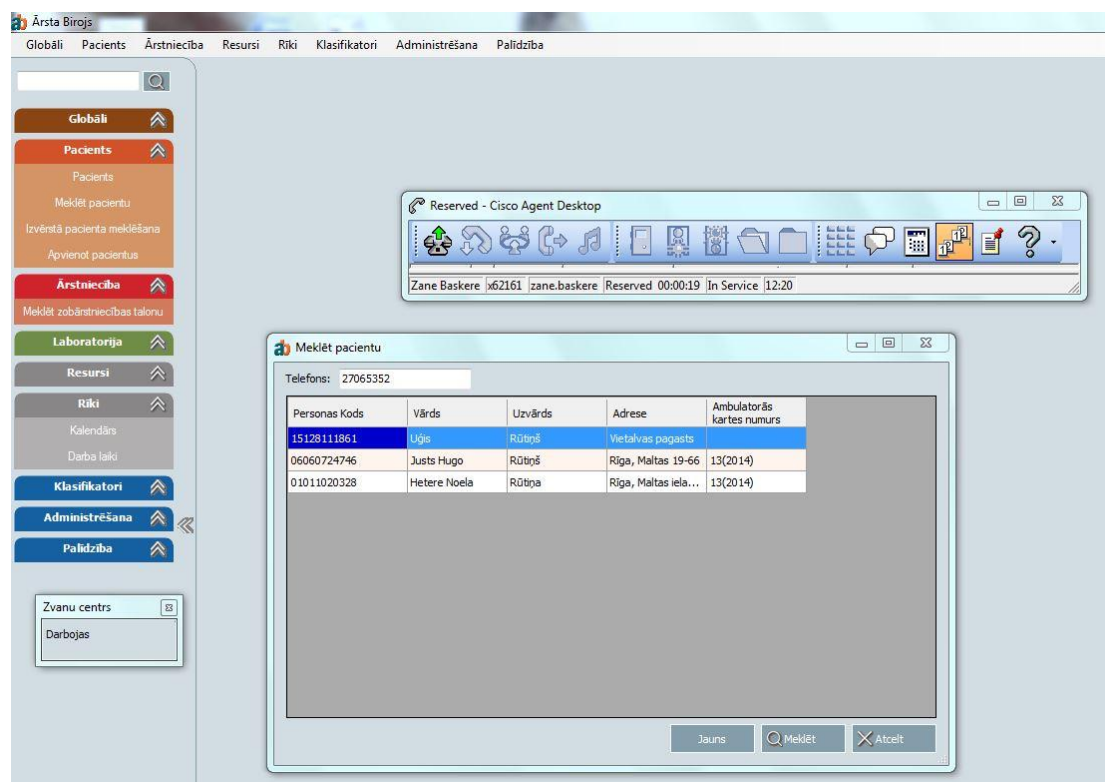 Ārsta Birojs
Globāli Pacients Ārstniecība Resursi Rīki Klasifikatori Administrēšana Palīdzība
Globāli
Pacients
Pacients
Meklēt pacientu
Izvērstā pacienta meklēšana
Apvienot pacientus
Ārstniecība
Meklēt zobārstniecības talonu
Laboratorija
Resursi
Rīki
Kalendārs
Darba laiki
Klasifikatori
Administrēšana
Palīdzība
Zvanu centrs
Darbojas
Reserved - Cisco Agent Desktop
Zane Baskere x62161 zane.baskere Reserved 00:00:19 In Service 12:20
Meklēt pacientu
Telefons: 27065352
Personas Kods Vārds Uzvārds Adrese Ambulatorās
kartes numurs
15128111861 Uģis Rūtiņš Vietalvas pagasts
06060724746 Justs Hugo Rūtiņš Rīga, Maltas 19-66 13(2014)
01011020328 Hetere Noela Rūtiņa Rīga, Maltas iela... 13(2014)
Jauns Meklēt Atcelt